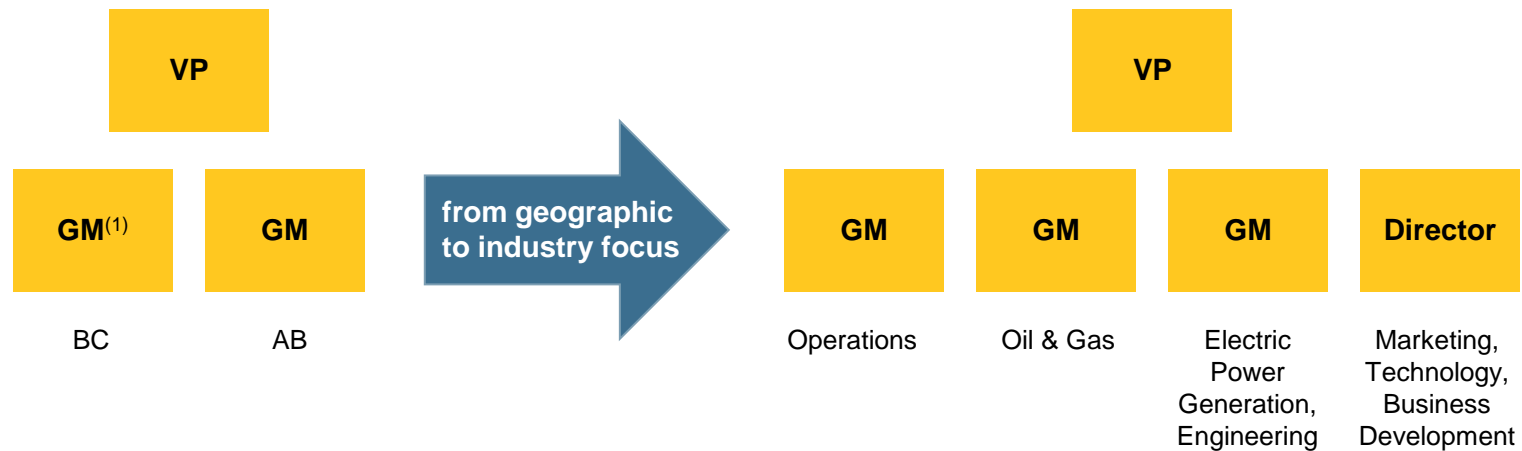 VP
GM(1)
GM
BC
AB
from geographic
to industry focus
VP
GM
GM
GM
Director
Operations
Oil & Gas
Electric
Power
Generation,
Engineering
Marketing,
Technology,
Business
Development